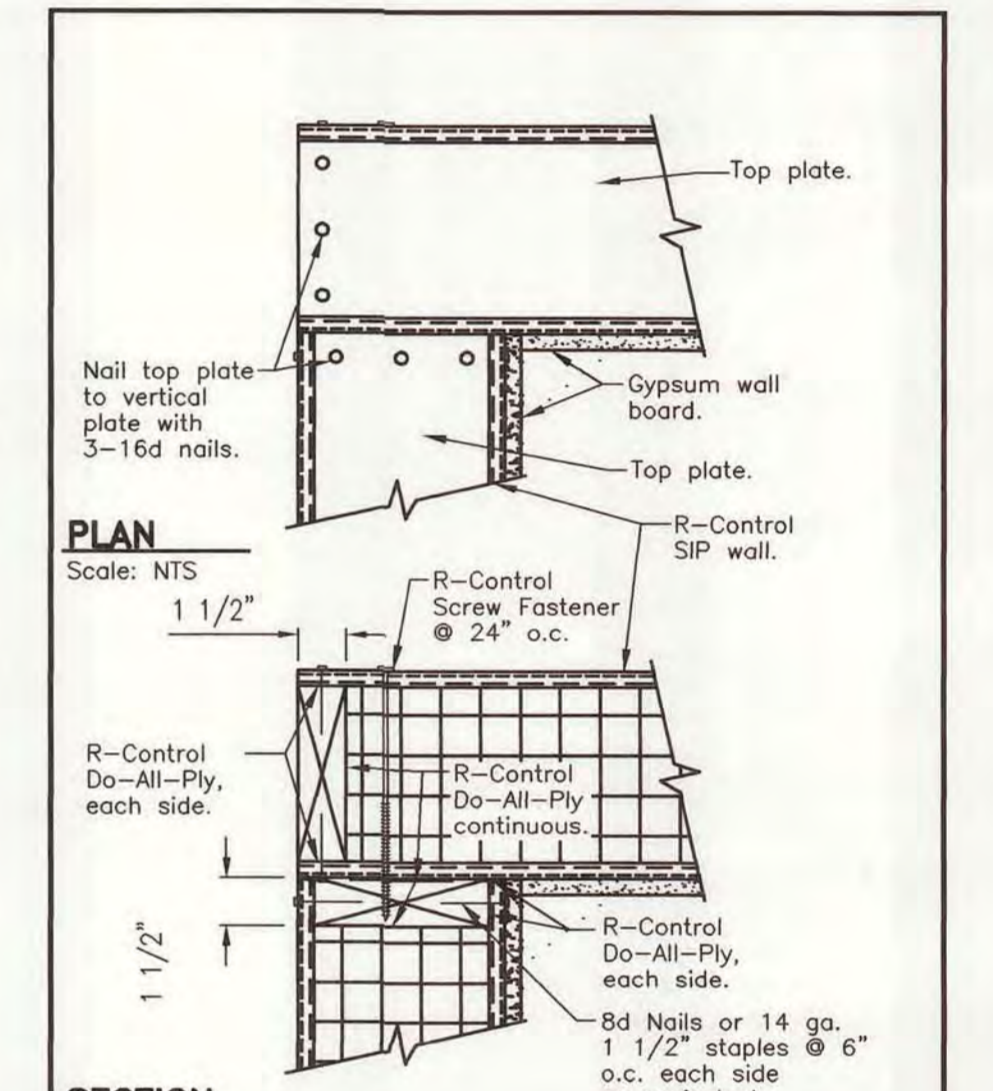 Top plate.
Nail top plate
to vertical
plate with
3-16d nails.
Gypsum wall
board.
Top plate.
PLAN
Scale: NTS
R-Control
SIP wall.
1 1/2"
R-Control
Screw Fastener
@ 24" o.c.
R-Control
Do-All-Ply,
each side.
R-Control
Do-All-Ply
continuous.
1 1/2"
R-Control
Do-All-Ply,
each side.
8d Nails or 14 ga.
1 1/2" staples @ 6"
o.c. each side
SECTION